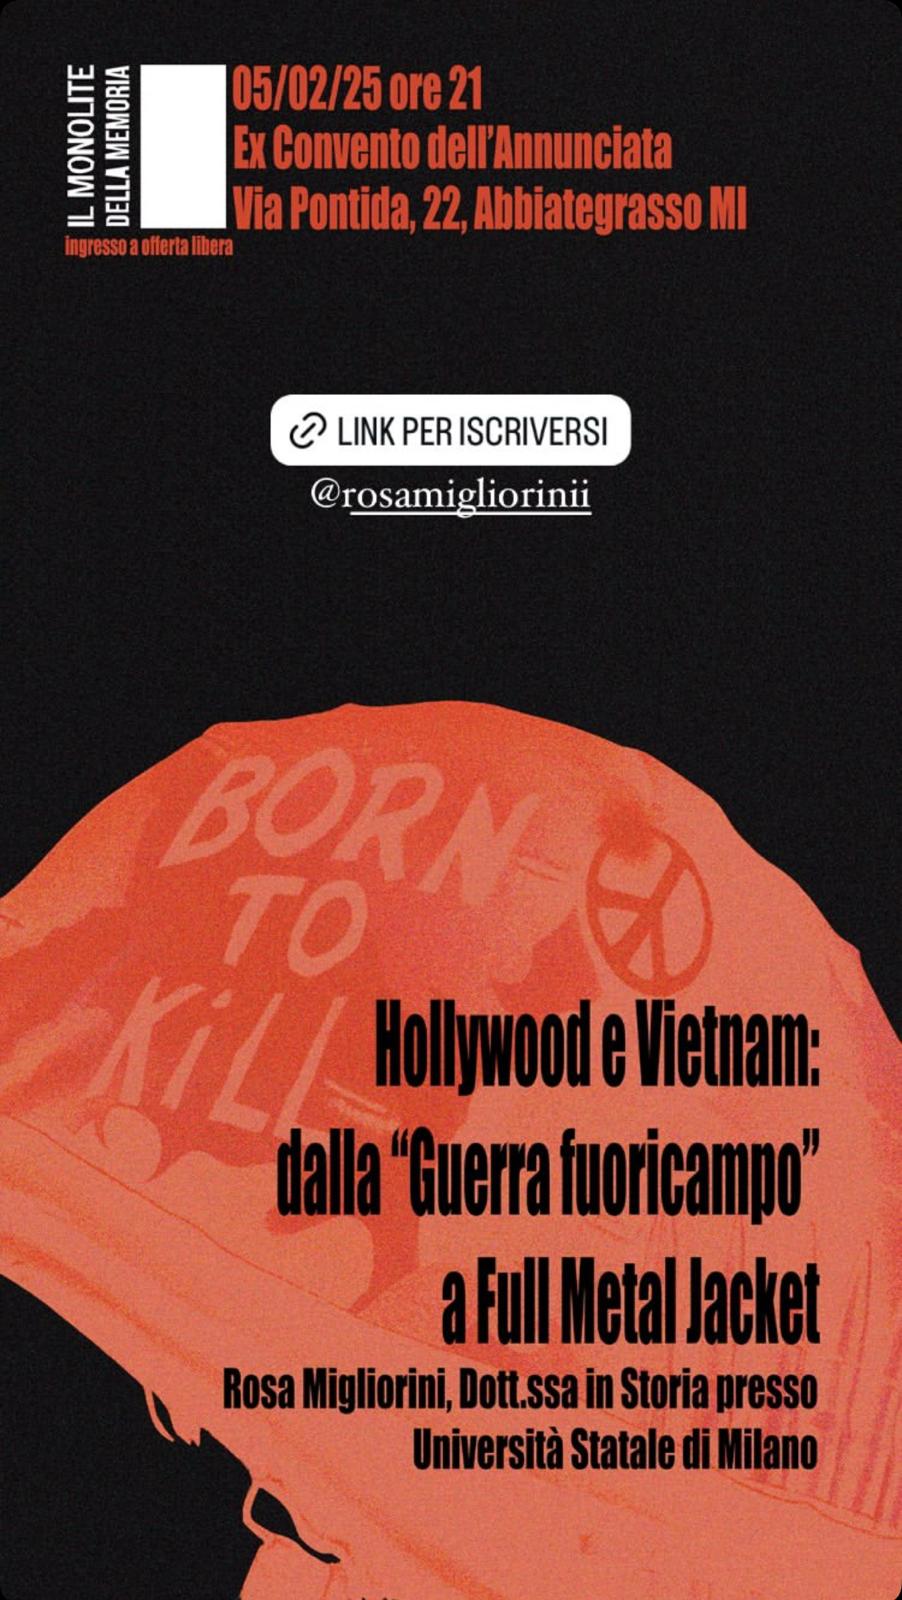 IL MONOLITE
DELLA MEMORIA
05/02/25 ore 21
Ex Convento dell'Annunciata
Via Pontida, 22, Abbiategrasso MI
ingresso a offerta libera
LINK PER ISCRIVERSI
@rosamigliorinii
BORN
TO
KiLL
Hollywood e Vietnam:
dalla “Guerra fuoricampo”
a Full Metal Jacket
Rosa Migliorini, Dott.ssa in Storia presso
Università Statale di Milano